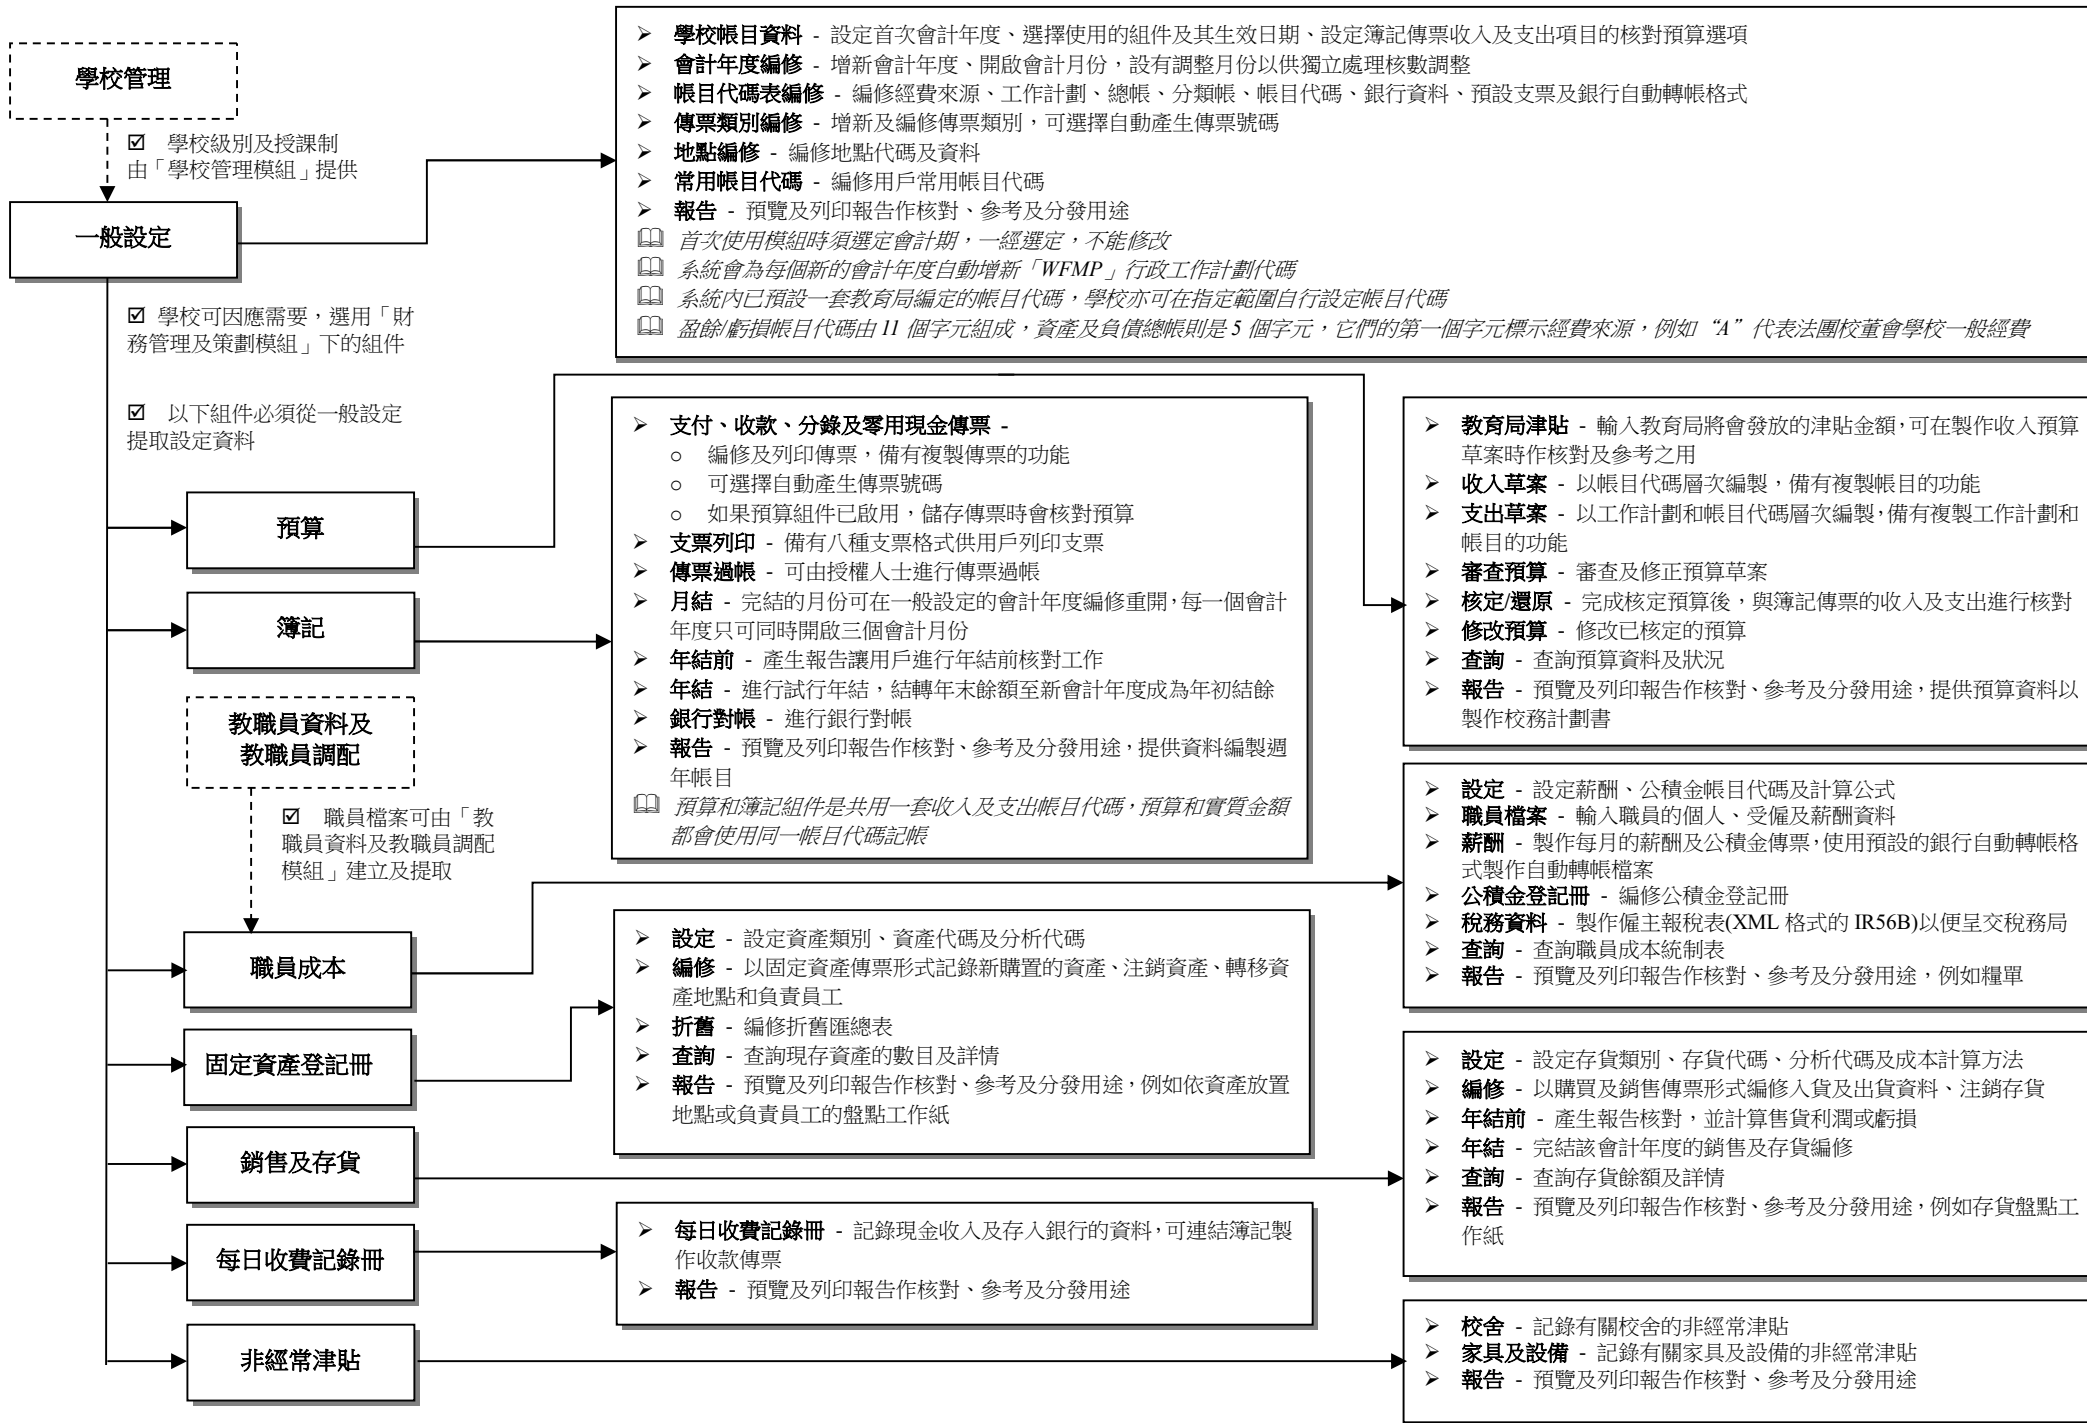 學校管理
☑ 學校級別及授課制
由「學校管理模組」提供
一般設定
➢ 學校帳目資料 - 設定首次會計年度、選擇使用的組件及其生效日期、設定簿記傳票收入及支出項目的核對預算選項
➢ 會計年度編修 - 增新會計年度、開啟會計月份，設有調整月份以供獨立處理核數調整
➢ 帳目代碼表編修 - 編修經費來源、工作計劃、總帳、分類帳、帳目代碼、銀行資料、預設支票及銀行自動轉帳格式
➢ 傳票類別編修 - 增新及編修傳票類別，可選擇自動產生傳票號碼
➢ 地點編修 - 編修地點代碼及資料
➢ 常用帳目代碼 - 編修用戶常用帳目代碼
➢ 報告 - 預覽及列印報告作核對、參考及分發用途
首次使用模組時須選定會計期，一經選定，不能修改
系統會為每個新的會計年度自動增新「WFMP」行政工作計劃代碼
系統內已預設一套教育局編定的帳目代碼，學校亦可在指定範圍自行設定帳目代碼
盈餘/虧損帳目代碼由 11 個字元組成，資產及負債總帳則是 5 個字元，它們的第一個字元標示經費來源，例如 “A” 代表法團校董會學校一般經費
☑ 學校可因應需要，選用「財
務管理及策劃模組」下的組件
☑ 以下組件必須從一般設定
提取設定資料
預算
簿記
➢ 支付、收款、分錄及零用現金傳票 -
○ 編修及列印傳票，備有複製傳票的功能
○ 可選擇自動產生傳票號碼
○ 如果預算組件已啟用，儲存傳票時會核對預算
➢ 支票列印 - 備有八種支票格式供用戶列印支票
➢ 傳票過帳 - 可由授權人士進行傳票過帳
➢ 月結 - 完結的月份可在一般設定的會計年度編修重開，每一個會計
年度只可同時開啟三個會計月份
➢ 年結前 - 產生報告讓用戶進行年結前核對工作
➢ 年結 - 進行試行年結，結轉年末餘額至新會計年度成為年初結餘
➢ 銀行對帳 - 進行銀行對帳
➢ 報告 - 預覽及列印報告作核對、參考及分發用途，提供資料編製週
年帳目
預算和簿記組件是共用一套收入及支出帳目代碼，預算和實質金額
都會使用同一帳目代碼記帳
➢ 教育局津貼 - 輸入教育局將會發放的津貼金額，可在製作收入預算
草案時作核對及參考之用
➢ 收入草案 - 以帳目代碼層次編製，備有複製帳目的功能
➢ 支出草案 - 以工作計劃和帳目代碼層次編製，備有複製工作計劃和
帳目的功能
➢ 審查預算 - 審查及修正預算草案
➢ 核定/還原 - 完成核定預算後，與簿記傳票的收入及支出進行核對
➢ 修改預算 - 修改已核定的預算
➢ 查詢 - 查詢預算資料及狀況
➢ 報告 - 預覽及列印報告作核對、參考及分發用途，提供預算資料以
製作校務計劃書
教職員資料及
教職員調配
☑ 職員檔案可由「教
職員資料及教職員調配
模組」建立及提取
職員成本
➢ 設定 - 設定薪酬、公積金帳目代碼及計算公式
➢ 職員檔案 - 輸入職員的個人、受僱及薪酬資料
➢ 薪酬 - 製作每月的薪酬及公積金傳票，使用預設的銀行自動轉帳格
式製作自動轉帳檔案
➢ 公積金登記冊 - 編修公積金登記冊
➢ 稅務資料 - 製作僱主報稅表(XML 格式的 IR56B)以便呈交稅務局
➢ 查詢 - 查詢職員成本統制表
➢ 報告 - 預覽及列印報告作核對、參考及分發用途，例如糧單
固定資產登記冊
➢ 設定 - 設定資產類別、資產代碼及分析代碼
➢ 編修 - 以固定資產傳票形式記錄新購置的資產、注銷資產、轉移資
產地點和負責員工
➢ 折舊 - 編修折舊匯總表
➢ 查詢 - 查詢現存資產的數目及詳情
➢ 報告 - 預覽及列印報告作核對、參考及分發用途，例如依資產放置
地點或負責員工的盤點工作紙
銷售及存貨
➢ 設定 - 設定存貨類別、存貨代碼、分析代碼及成本計算方法
➢ 編修 - 以購買及銷售傳票形式編修入貨及出貨資料、注銷存貨
➢ 年結前 - 產生報告核對，並計算售貨利潤或虧損
➢ 年結 - 完結該會計年度的銷售及存貨編修
➢ 查詢 - 查詢存貨餘額及詳情
➢ 報告 - 預覽及列印報告作核對、參考及分發用途，例如存貨盤點工
作紙
每日收費記錄冊
➢ 每日收費記錄冊 - 記錄現金收入及存入銀行的資料，可連結簿記製
作收款傳票
➢ 報告 - 預覽及列印報告作核對、參考及分發用途
非經常津貼
➢ 校舍 - 記錄有關校舍的非經常津貼
➢ 家具及設備 - 記錄有關家具及設備的非經常津貼
➢ 報告 - 預覽及列印報告作核對、參考及分發用途